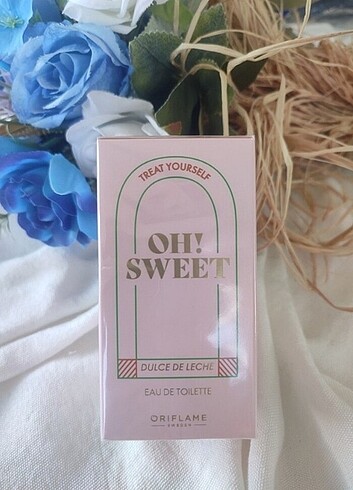 TREAT YOURSELF
OH!
SWEET
DULCE DE LECHE
EAU DE TOILETTE
ORIFLAME
SWEDEN